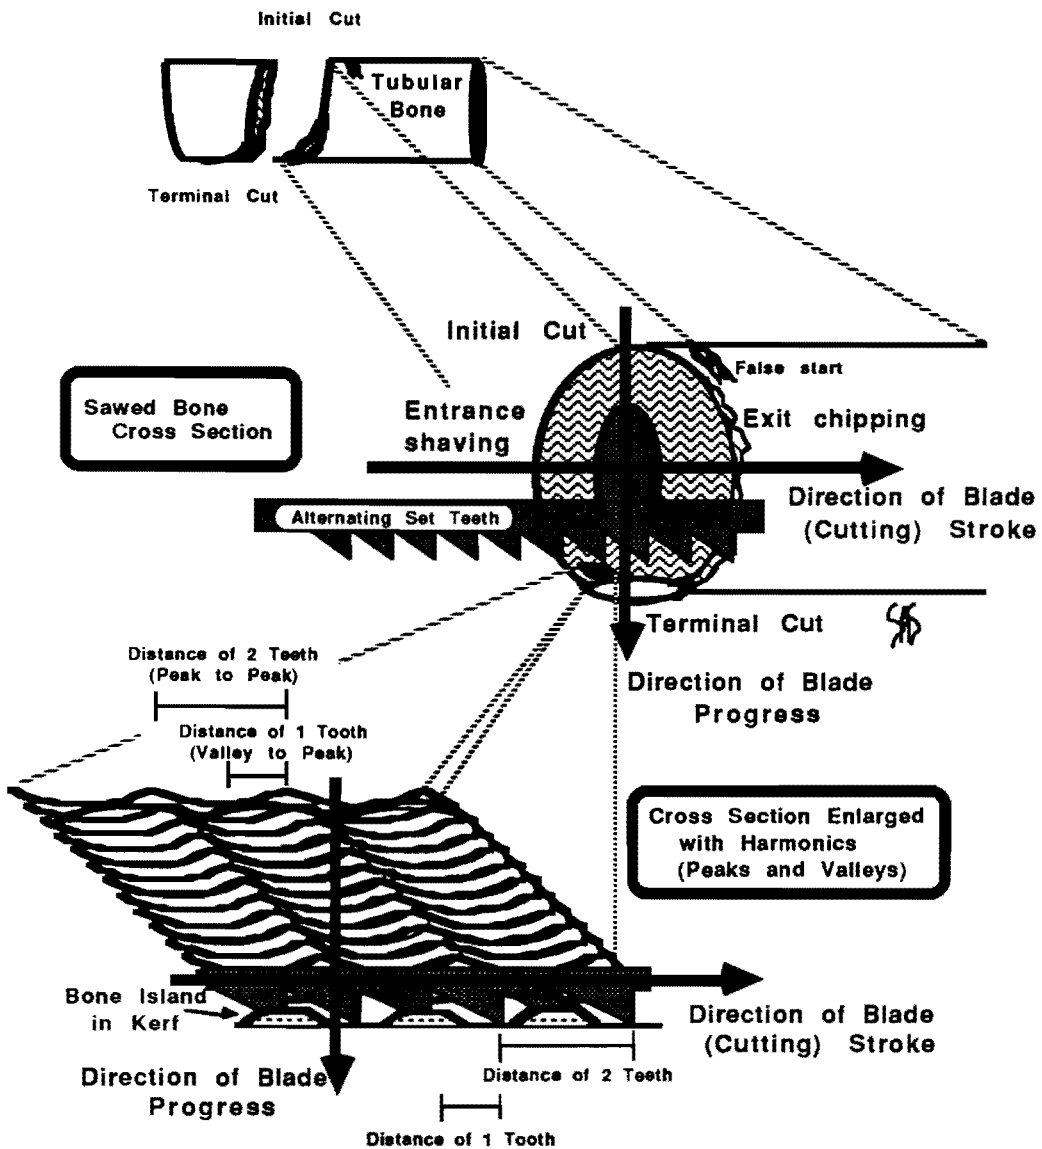 Initial Cut
Tubular
Bone
Terminal Cut
Initial Cut
False start
Sawed Bone
Cross Section
Entrance
shaving
Exit chipping
Direction of Blade
(Cutting) Stroke
Alternating Set Teeth
Terminal Cut
Direction of Blade
Progress
Distance of 2 Teeth
(Peak to Peak)
Distance of 1 Tooth
(Valley to Peak)
Cross Section Enlarged
with Harmonics
(Peaks and Valleys)
Bone Island
in Kerf
Direction of Blade
(Cutting) Stroke
Direction of Blade
Progress
Distance of 2 Teeth
Distance of 1 Tooth